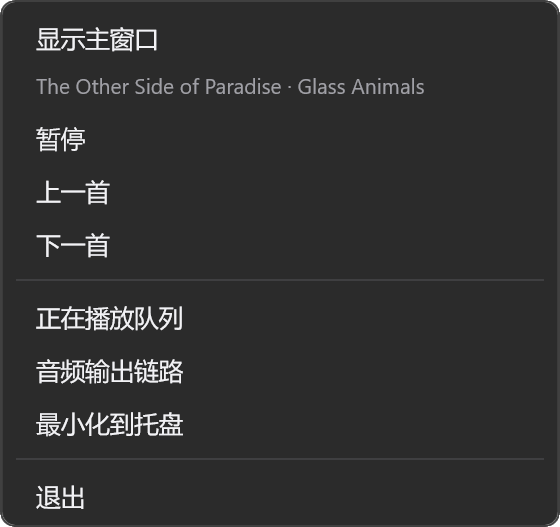 显示主窗口
The Other Side of Paradise · Glass Animals
暂停
上一首
下一首
正在播放队列
音频输出链路
最小化到托盘
退出